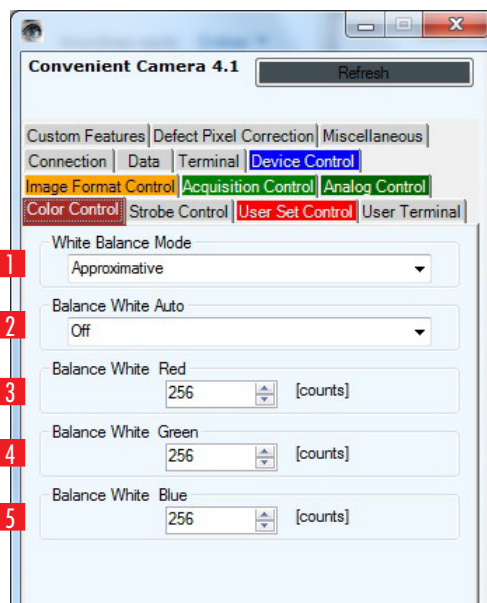 Convenient Camera 4.1 Refresh
Custom Features Defect Pixel Correction Miscellaneous
Connection Data Terminal Device Control
Image Format Control Acquisition Control Analog Control
Color Control Strobe Control User Set Control User Terminal
White Balance Mode
1 Approximative
Balance White Auto
2 Off
Balance White Red
3 256 [counts]
Balance White Green
4 256 [counts]
Balance White Blue
5 256 [counts]